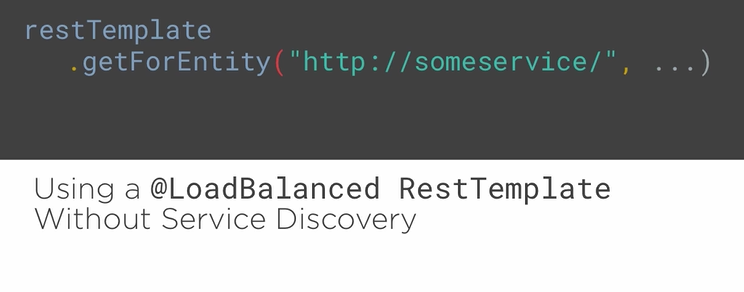 restTemplate
.getForEntity("http://someservice/", ...)
Using a @LoadBalanced RestTemplate
Without Service Discovery